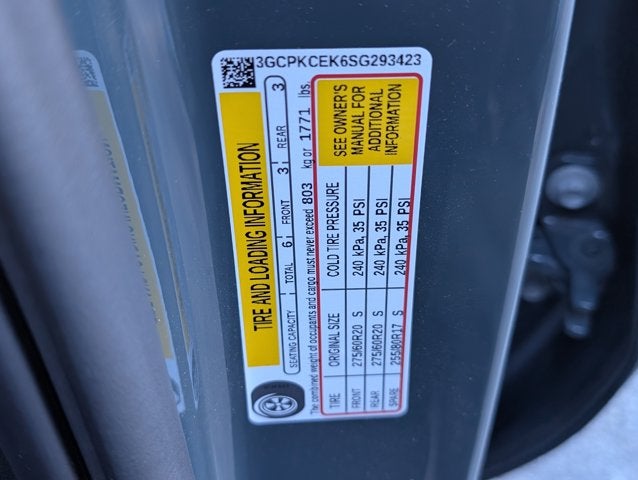 3GCPKCEK6SG293423
TIRE AND LOADING INFORMATION
SEATING CAPACITY TOTAL 6 FRONT 3 REAR 3
The combined weight of occupants and cargo must never exceed 803 kg or 1771 lbs.
TIRE ORIGINAL SIZE COLD TIRE PRESSURE
FRONT 275/60R20 S 240 kPa, 35 PSI
REAR 275/60R20 S 240 kPa, 35 PSI
SPARE 255/80R17 S 240 kPa, 35 PSI
SEE OWNER'S
MANUAL FOR
ADDITIONAL
INFORMATION